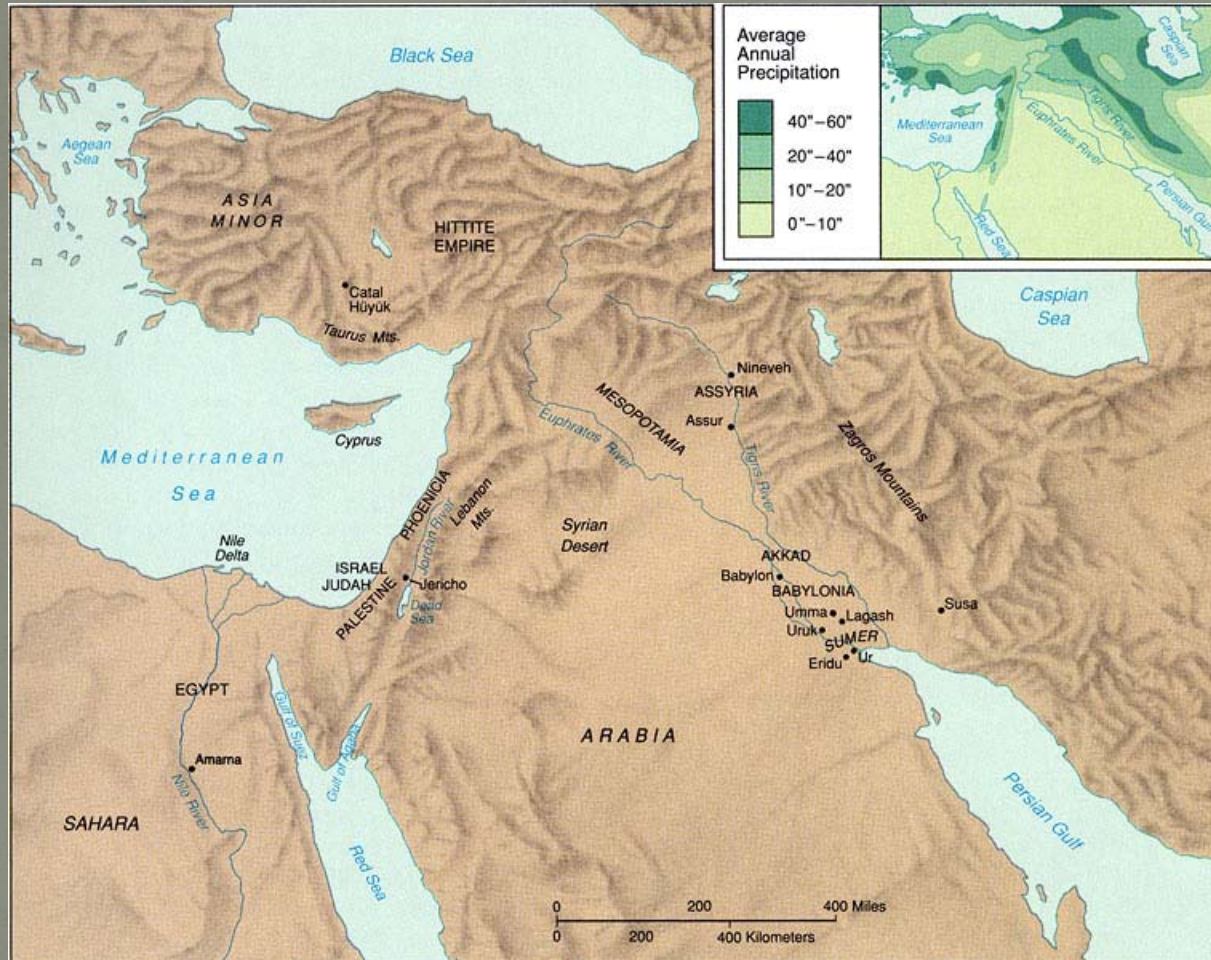 Black Sea
Average
Annual
Precipitation
40"–60"
20"–40"
10"–20"
0"–10"
Caspian
Sea
Mediterranean
Sea
Tigris River
Euphrates River
Persian Gulf
Red Sea
Aegean
Sea
ASIA
MINOR
HITTITE
EMPIRE
Catal
Hüyük
Taurus Mts.
Caspian
Sea
Nineveh
ASSYRIA
MESOPOTAMIA
Assur
Euphrates River
Tigris River
Zagros Mountains
Cyprus
Mediterranean
Sea
PHOENICIA
Jordan River
Lebanon
Mts.
Syrian
Desert
Nile
Delta
ISRAEL
JUDAH
PALESTINE
Jericho
Dead
Sea
AKKAD
Babylon
BABYLONIA
Umma
Lagash
Susa
Uruk
SUMER
Eridu
Ur
EGYPT
Gulf of Suez
Gulf of Aqaba
ARABIA
Amarna
Nile River
SAHARA
Red Sea
Persian Gulf
0 200 400 Miles
0 200 400 Kilometers